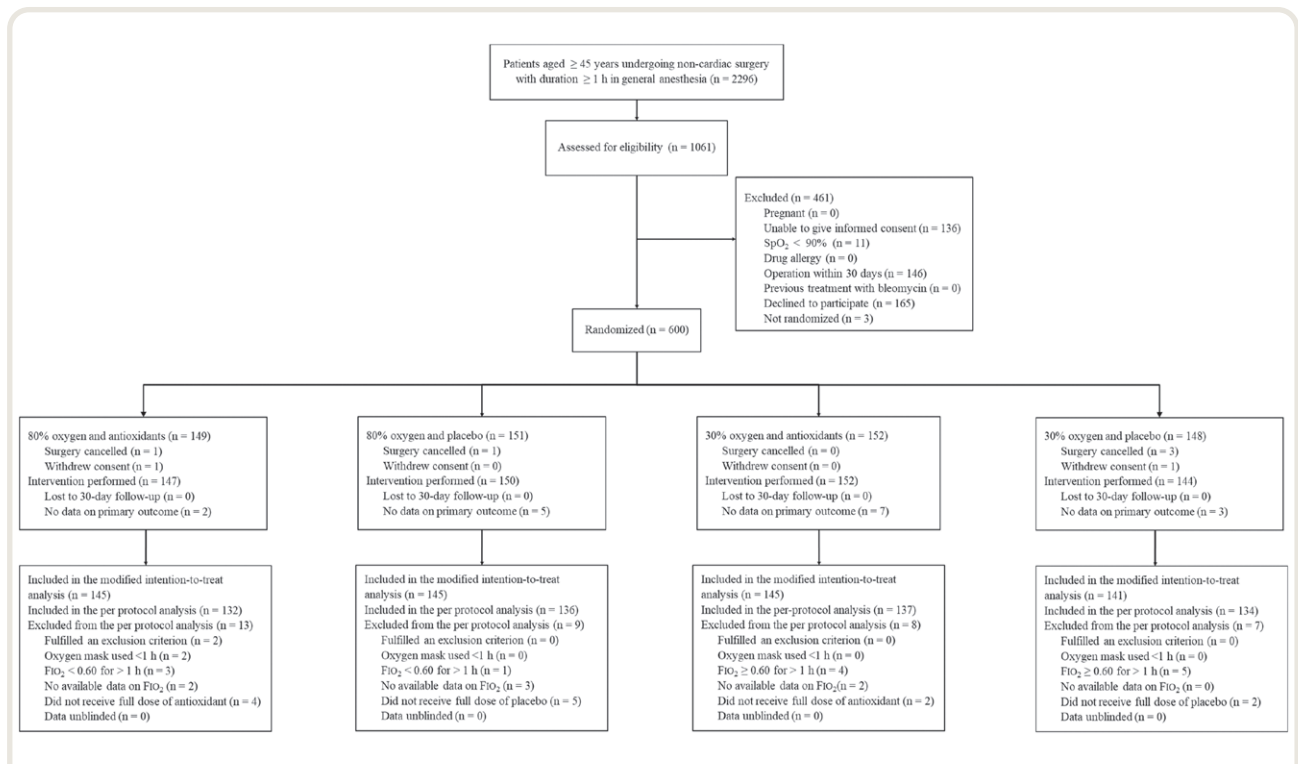 Patients aged ≥ 45 years undergoing non-cardiac surgery
with duration ≥ 1 h in general anesthesia (n = 2296)
Assessed for eligibility (n = 1061)
Excluded (n = 461)
Pregnant (n = 0)
Unable to give informed consent (n = 136)
SpO₂ < 90% (n = 11)
Drug allergy (n = 0)
Operation within 30 days (n = 146)
Previous treatment with bleomycin (n = 0)
Declined to participate (n = 165)
Not randomized (n = 3)
Randomized (n = 600)
80% oxygen and antioxidants (n = 149)
Surgery cancelled (n = 1)
Withdrew consent (n = 1)
Intervention performed (n = 147)
Lost to 30-day follow-up (n = 0)
No data on primary outcome (n = 2)
80% oxygen and placebo (n = 151)
Surgery cancelled (n = 1)
Withdrew consent (n = 0)
Intervention performed (n = 150)
Lost to 30-day follow-up (n = 0)
No data on primary outcome (n = 5)
30% oxygen and antioxidants (n = 152)
Surgery cancelled (n = 0)
Withdrew consent (n = 0)
Intervention performed (n = 152)
Lost to 30-day follow-up (n = 0)
No data on primary outcome (n = 7)
30% oxygen and placebo (n = 148)
Surgery cancelled (n = 3)
Withdrew consent (n = 1)
Intervention performed (n = 144)
Lost to 30-day follow-up (n = 0)
No data on primary outcome (n = 3)
Included in the modified intention-to-treat
analysis (n = 145)
Included in the per protocol analysis (n = 132)
Excluded from the per protocol analysis (n = 13)
Fulfilled an exclusion criterion (n = 2)
Oxygen mask used <1 h (n = 2)
FIO₂ < 0.60 for > 1 h (n = 3)
No available data on FIO₂ (n = 2)
Did not receive full dose of antioxidant (n = 4)
Data unblinded (n = 0)
Included in the modified intention-to-treat
analysis (n = 145)
Included in the per protocol analysis (n = 136)
Excluded from the per protocol analysis (n = 9)
Fulfilled an exclusion criterion (n = 0)
Oxygen mask used <1 h (n = 0)
FIO₂ < 0.60 for > 1 h (n = 1)
No available data on FIO₂ (n = 3)
Did not receive full dose of placebo (n = 5)
Data unblinded (n = 0)
Included in the modified intention-to-treat
analysis (n = 145)
Included in the per-protocol analysis (n = 137)
Excluded from the per protocol analysis (n = 8)
Fulfilled an exclusion criterion (n = 0)
Oxygen mask used <1 h (n = 0)
FIO₂ ≥ 0.60 for > 1 h (n = 4)
No available data on FIO₂(n = 2)
Did not receive full dose of antioxidant (n = 2)
Data unblinded (n = 0)
Included in the modified intention-to-treat
analysis (n = 141)
Included in the per protocol analysis (n = 134)
Excluded from the per protocol analysis (n = 7)
Fulfilled an exclusion criterion (n = 0)
Oxygen mask used <1 h (n = 0)
FIO₂ ≥ 0.60 for > 1 h (n = 5)
No available data on FIO₂ (n = 0)
Did not receive full dose of placebo (n = 2)
Data unblinded (n = 0)